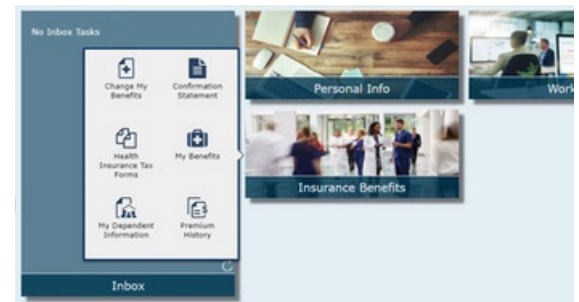 No Inbox Tasks
Change My
Benefits
Confirmation
Statement
Health
Insurance Tax
Forms
My Benefits
My Dependent
Information
Premium
History
Inbox
Personal Info
Insurance Benefits
Work